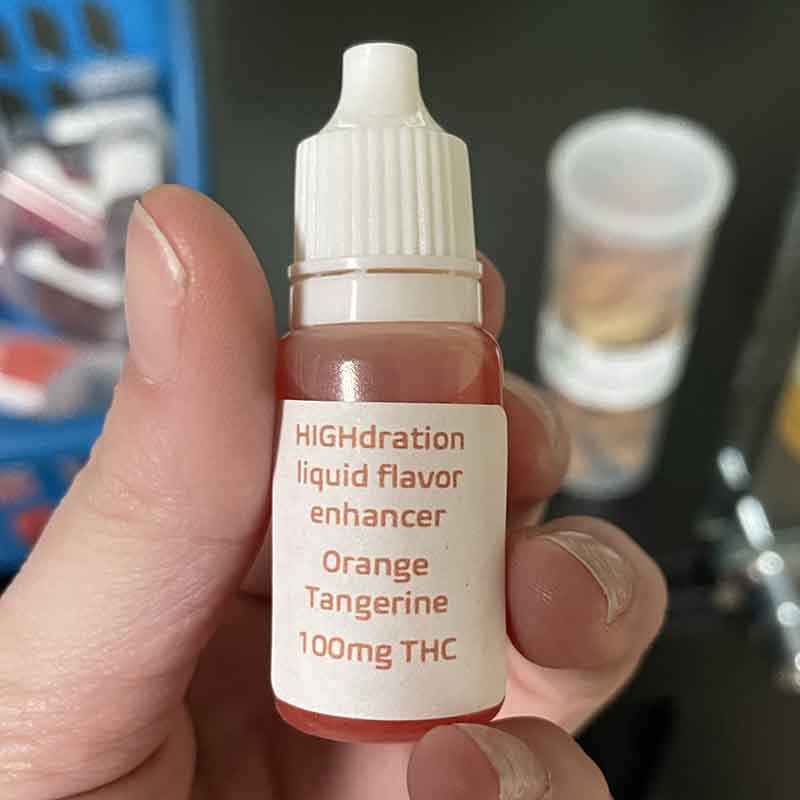 HIGHdration
liquid flavor
enhancer
Orange
Tangerine
100mg THC